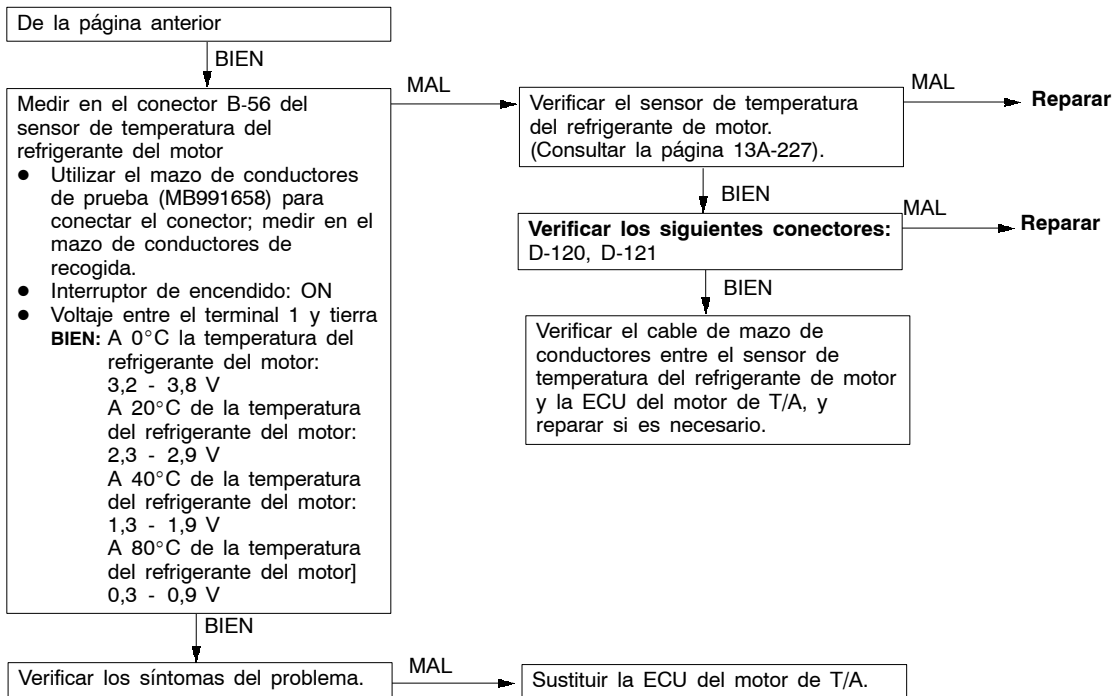 De la página anterior
BIEN
Medir en el conector B-56 del
sensor de temperatura del
refrigerante del motor
● Utilizar el mazo de conductores
de prueba (MB991658) para
conectar el conector; medir en el
mazo de conductores de
recogida.
● Interruptor de encendido: ON
● Voltaje entre el terminal 1 y tierra
BIEN: A 0°C la temperatura del
refrigerante del motor:
3,2 - 3,8 V
A 20°C de la temperatura
del refrigerante del motor:
2,3 - 2,9 V
A 40°C de la temperatura
del refrigerante del motor:
1,3 - 1,9 V
A 80°C de la temperatura
del refrigerante del motor]
0,3 - 0,9 V
MAL
Verificar el sensor de temperatura
del refrigerante de motor.
(Consultar la página 13A-227).
MAL
Reparar
BIEN
Verificar los siguientes conectores:
D-120, D-121
MAL
Reparar
BIEN
Verificar el cable de mazo de
conductores entre el sensor de
temperatura del refrigerante de motor
y la ECU del motor de T/A, y
reparar si es necesario.
BIEN
Verificar los síntomas del problema.
MAL
Sustituir la ECU del motor de T/A.